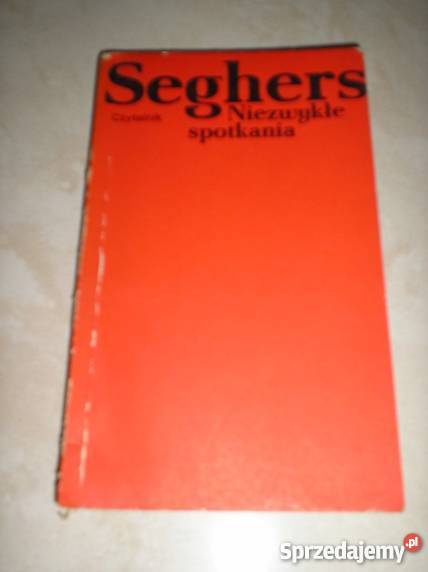 Seghers
Czytelnik Niezwykłe
spotkania
Sprzedajemy.pl